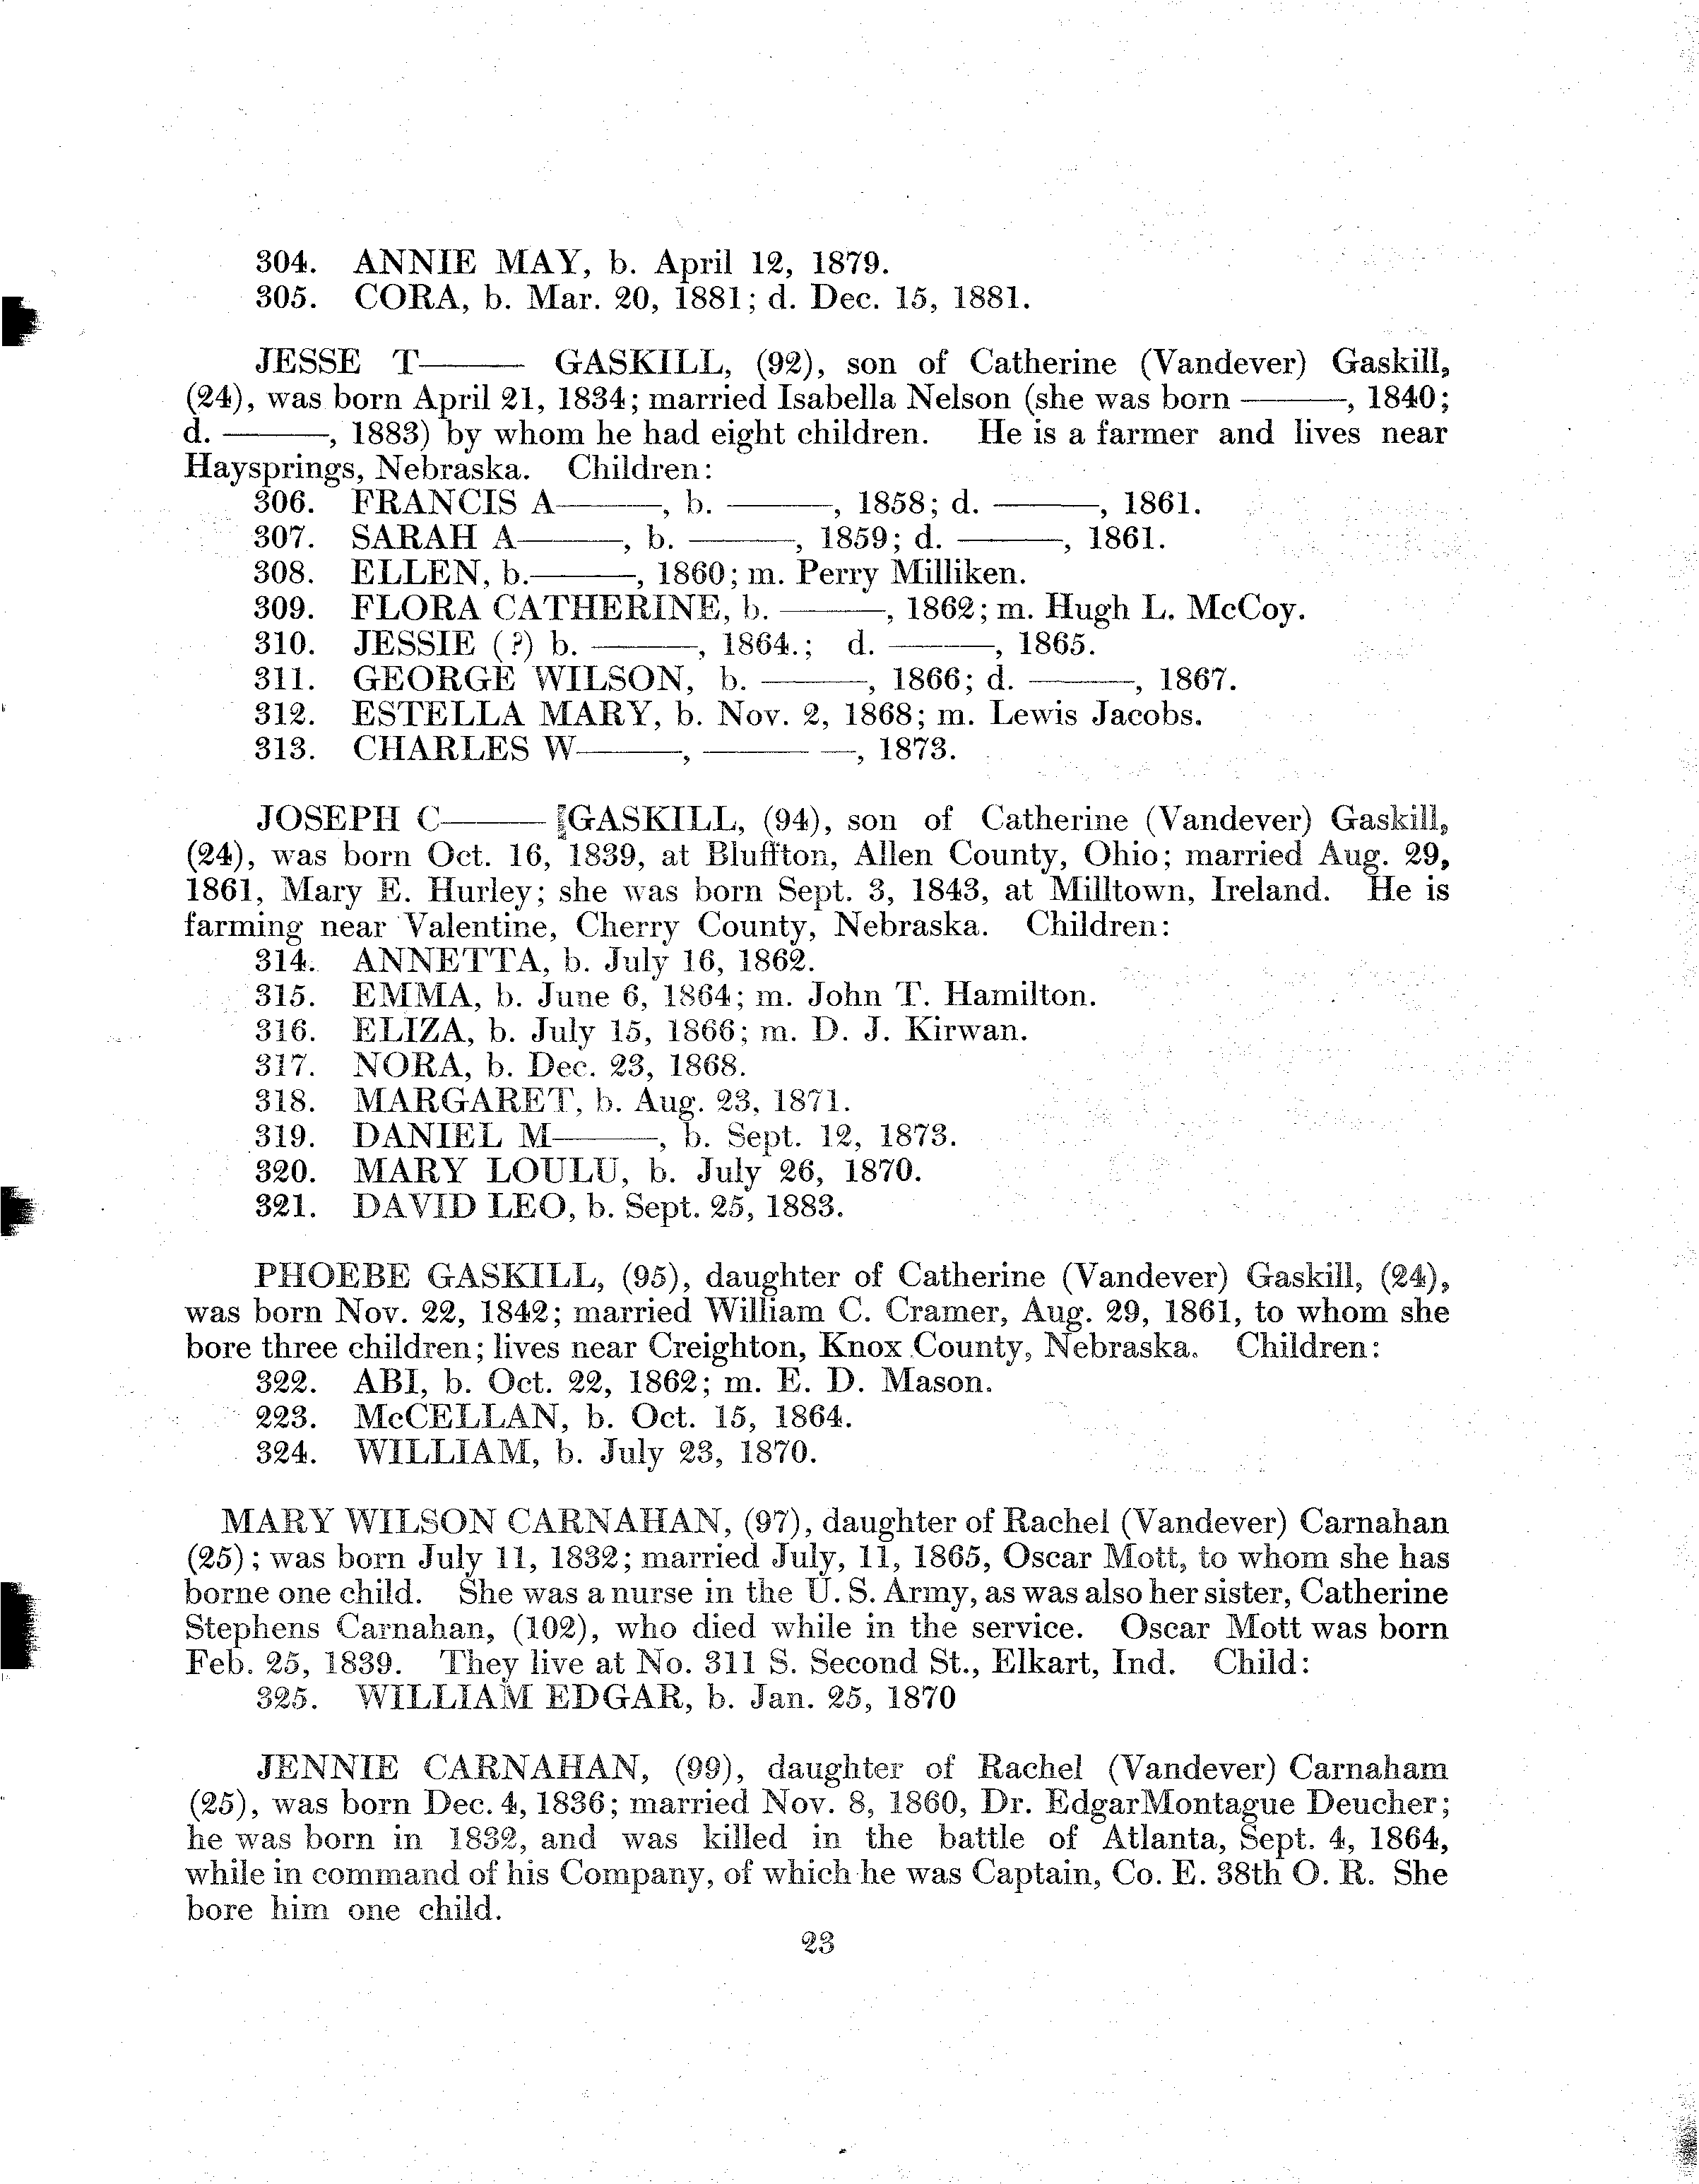 304. ANNIE MAY, b. April 12, 1879.
305. CORA, b. Mar. 20, 1881; d. Dec. 15, 1881.
JESSE T——— GASKILL, (92), son of Catherine (Vandever) Gaskill,
(24), was born April 21, 1834; married Isabella Nelson (she was born ———, 1840;
d. ———, 1883) by whom he had eight children. He is a farmer and lives near
Haysprings, Nebraska. Children:
306. FRANCIS A———, b. ———, 1858; d. ———, 1861.
307. SARAH A———, b. ———, 1859; d. ———, 1861.
308. ELLEN, b.———, 1860; m. Perry Milliken.
309. FLORA CATHERINE, b. ———, 1862; m. Hugh L. McCoy.
310. JESSIE (?) b. ———, 1864.; d. ———, 1865.
311. GEORGE WILSON, b. ———, 1866; d. ———, 1867.
312. ESTELLA MARY, b. Nov. 2, 1868; m. Lewis Jacobs.
313. CHARLES W———, ——— —, 1873.
JOSEPH C——— GASKILL, (94), son of Catherine (Vandever) Gaskill,
(24), was born Oct. 16, 1839, at Bluffton, Allen County, Ohio; married Aug. 29,
1861, Mary E. Hurley; she was born Sept. 3, 1843, at Milltown, Ireland. He is
farming near Valentine, Cherry County, Nebraska. Children:
314. ANNETTA, b. July 16, 1862.
315. EMMA, b. June 6, 1864; m. John T. Hamilton.
316. ELIZA, b. July 15, 1866; m. D. J. Kirwan.
317. NORA, b. Dec. 23, 1868.
318. MARGARET, b. Aug. 23, 1871.
319. DANIEL M———, b. Sept. 12, 1873.
320. MARY LOULU, b. July 26, 1870.
321. DAVID LEO, b. Sept. 25, 1883.
PHOEBE GASKILL, (95), daughter of Catherine (Vandever) Gaskill, (24),
was born Nov. 22, 1842; married William C. Cramer, Aug. 29, 1861, to whom she
bore three children; lives near Creighton, Knox County, Nebraska. Children:
322. ABI, b. Oct. 22, 1862; m. E. D. Mason.
223. McCELLAN, b. Oct. 15, 1864.
324. WILLIAM, b. July 23, 1870.
MARY WILSON CARNAHAN, (97), daughter of Rachel (Vandever) Carnahan
(25); was born July 11, 1832; married July, 11, 1865, Oscar Mott, to whom she has
borne one child. She was a nurse in the U. S. Army, as was also her sister, Catherine
Stephens Carnahan, (102), who died while in the service. Oscar Mott was born
Feb. 25, 1839. They live at No. 311 S. Second St., Elkart, Ind. Child:
325. WILLIAM EDGAR, b. Jan. 25, 1870
JENNIE CARNAHAN, (99), daughter of Rachel (Vandever) Carnaham
(25), was born Dec. 4, 1836; married Nov. 8, 1860, Dr. EdgarMontague Deucher;
he was born in 1832, and was killed in the battle of Atlanta, Sept. 4, 1864,
while in command of his Company, of which he was Captain, Co. E. 38th O. R. She
bore him one child.
23